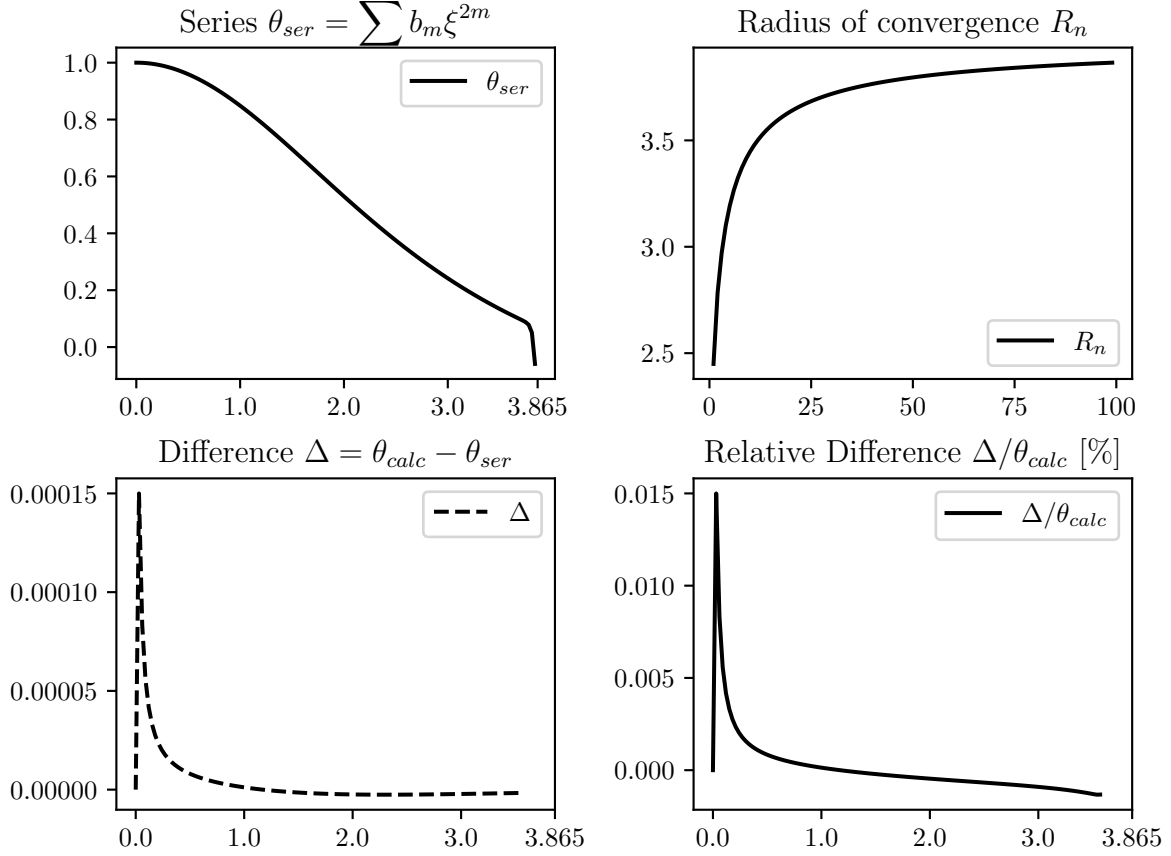 Series θ_ser = ∑ b_m ξ^{2m}
1.0
0.8
0.6
0.4
0.2
0.0
θ_ser
0.0 1.0 2.0 3.0 3.865
Radius of convergence R_n
3.5
3.0
2.5
R_n
0 25 50 75 100
Difference Δ = θ_calc − θ_ser
0.00015
0.00010
0.00005
0.00000
Δ
0.0 1.0 2.0 3.0 3.865
Relative Difference Δ/θ_calc [%]
0.015
0.010
0.005
0.000
Δ/θ_calc
0.0 1.0 2.0 3.0 3.865